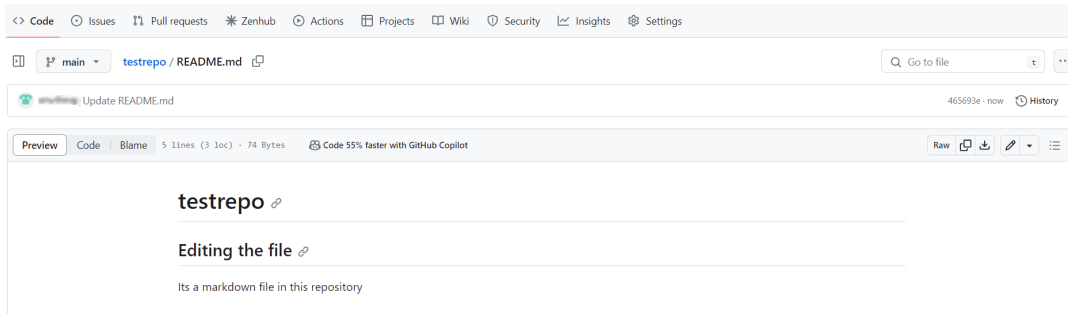 Code Issues Pull requests Zenhub Actions Projects Wiki Security Insights Settings
main testrepo / README.md Go to file t
Update README.md 465693e · now History
Preview Code Blame 5 lines (3 loc) · 74 Bytes Code 55% faster with GitHub Copilot Raw
testrepo
Editing the file
Its a markdown file in this repository